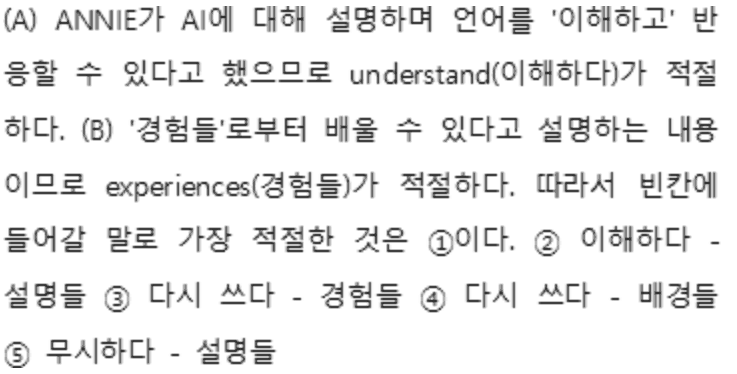 (A) ANNIE가 AI에 대해 설명하며 언어를 '이해하고' 반
응할 수 있다고 했으므로 understand(이해하다)가 적절
하다. (B) '경험들'로부터 배울 수 있다고 설명하는 내용
이므로 experiences(경험들)가 적절하다. 따라서 빈칸에
들어갈 말로 가장 적절한 것은 ①이다. ② 이해하다 -
설명들 ③ 다시 쓰다 - 경험들 ④ 다시 쓰다 - 배경들
⑤ 무시하다 - 설명들